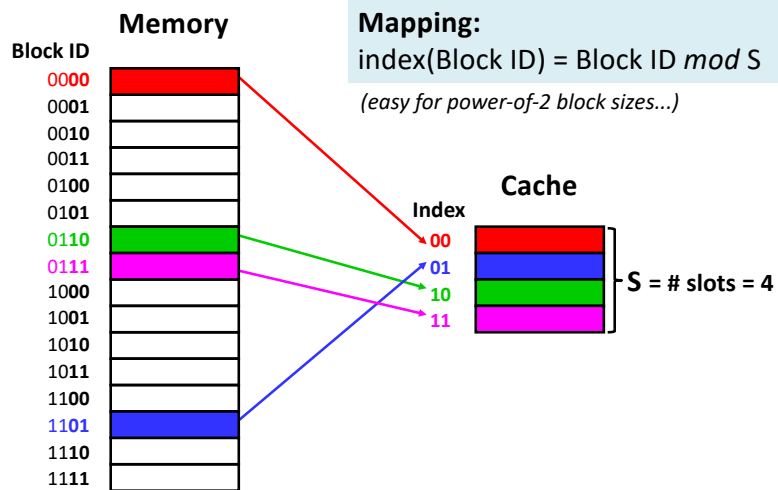 Memory
Block ID
0000
0001
0010
0011
0100
0101
0110
0111
1000
1001
1010
1011
1100
1101
1110
1111
Mapping:
index(Block ID) = Block ID mod S
(easy for power-of-2 block sizes...)
Cache
Index
00
01
10
11
S = # slots = 4